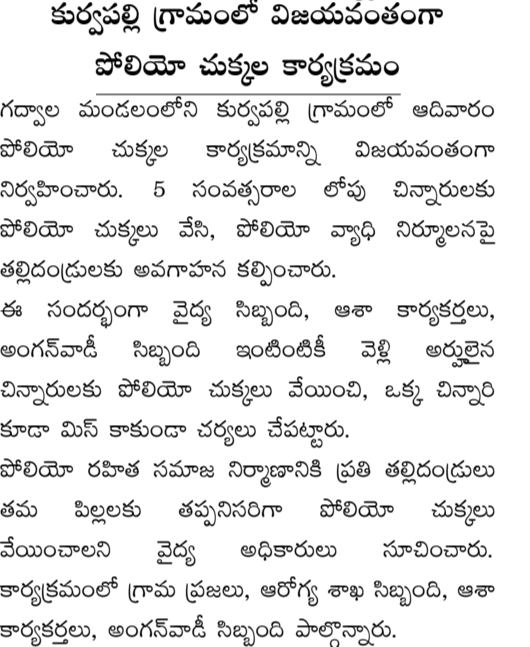 కుర్వపల్లి గ్రామంలో విజయవంతంగా
పోలియో చుక్కల కార్యక్రమం
గద్వాల మండలంలోని కుర్వపల్లి గ్రామంలో ఆదివారం
పోలియో చుక్కల కార్యక్రమాన్ని విజయవంతంగా
నిర్వహించారు. 5 సంవత్సరాల లోపు చిన్నారులకు
పోలియో చుక్కలు వేసి, పోలియో వ్యాధి నిర్మూలనపై
తల్లిదండ్రులకు అవగాహన కల్పించారు.
ఈ సందర్భంగా వైద్య సిబ్బంది, ఆశా కార్యకర్తలు,
అంగన్‌వాడీ సిబ్బంది ఇంటింటికీ వెళ్లి అర్హులైన
చిన్నారులకు పోలియో చుక్కలు వేయించి, ఒక్క చిన్నారి
కూడా మిస్ కాకుండా చర్యలు చేపట్టారు.
పోలియో రహిత సమాజ నిర్మాణానికి ప్రతి తల్లిదండ్రులు
తమ పిల్లలకు తప్పనిసరిగా పోలియో చుక్కలు
వేయించాలని వైద్య అధికారులు సూచించారు.
కార్యక్రమంలో గ్రామ ప్రజలు, ఆరోగ్య శాఖ సిబ్బంది, ఆశా
కార్యకర్తలు, అంగన్‌వాడీ సిబ్బంది పాల్గొన్నారు.